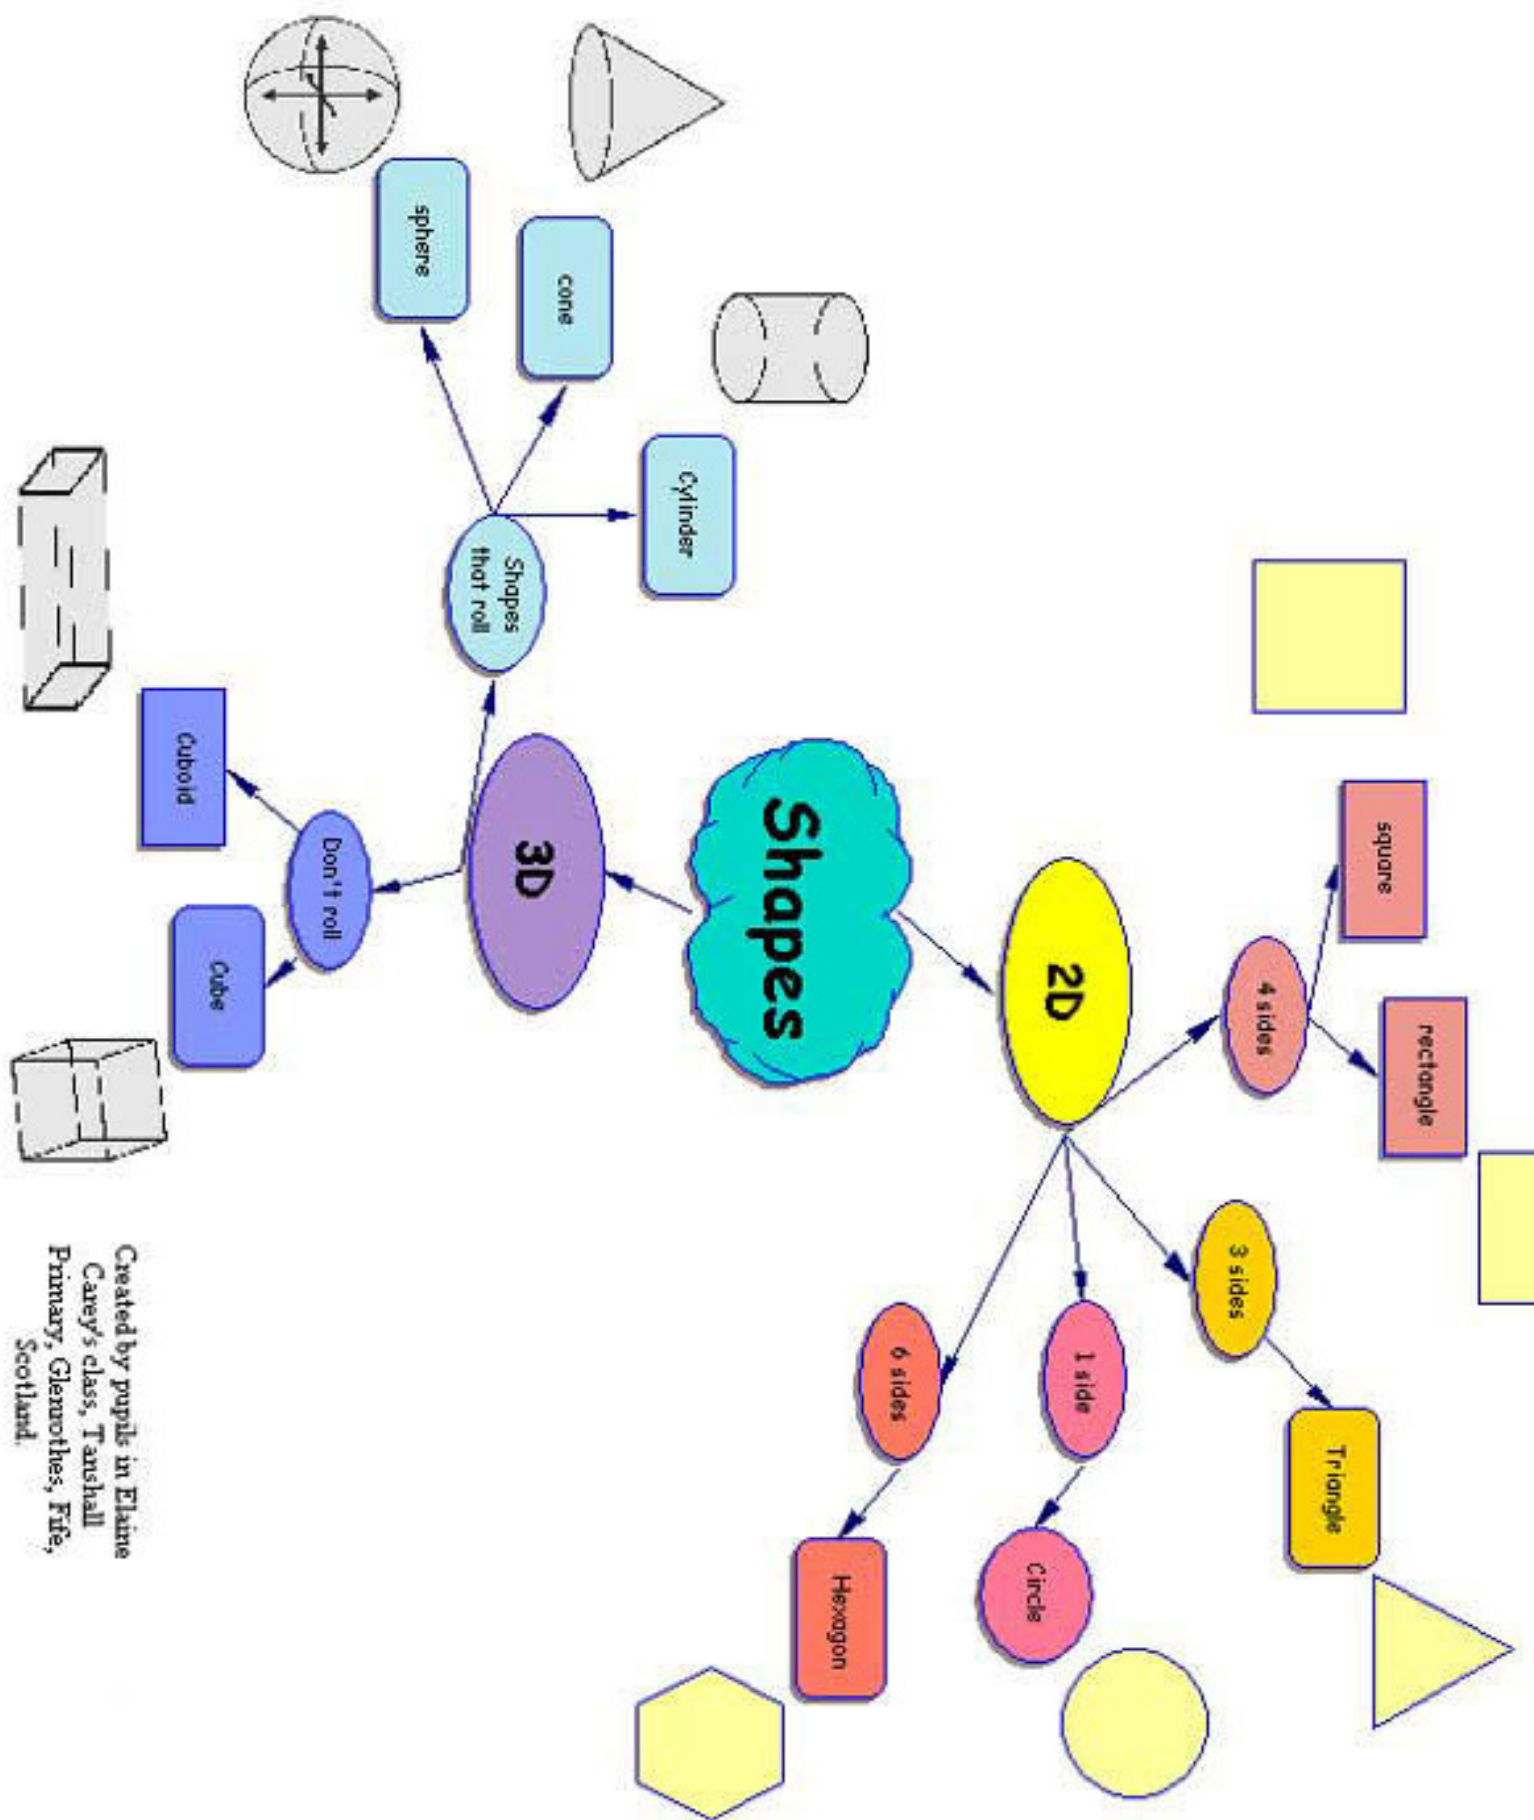 square
rectangle
4 sides
3 sides
Triangle
2D
1 side
Circle
6 sides
Hexagon
Shapes
Cylinder
cone
sphere
Shapes
that roll
3D
Don't roll
Cuboid
Cube
Created by pupils in Elaine
Carey's class, Tanshall
Primary, Glenrothes, Fife,
Scotland.